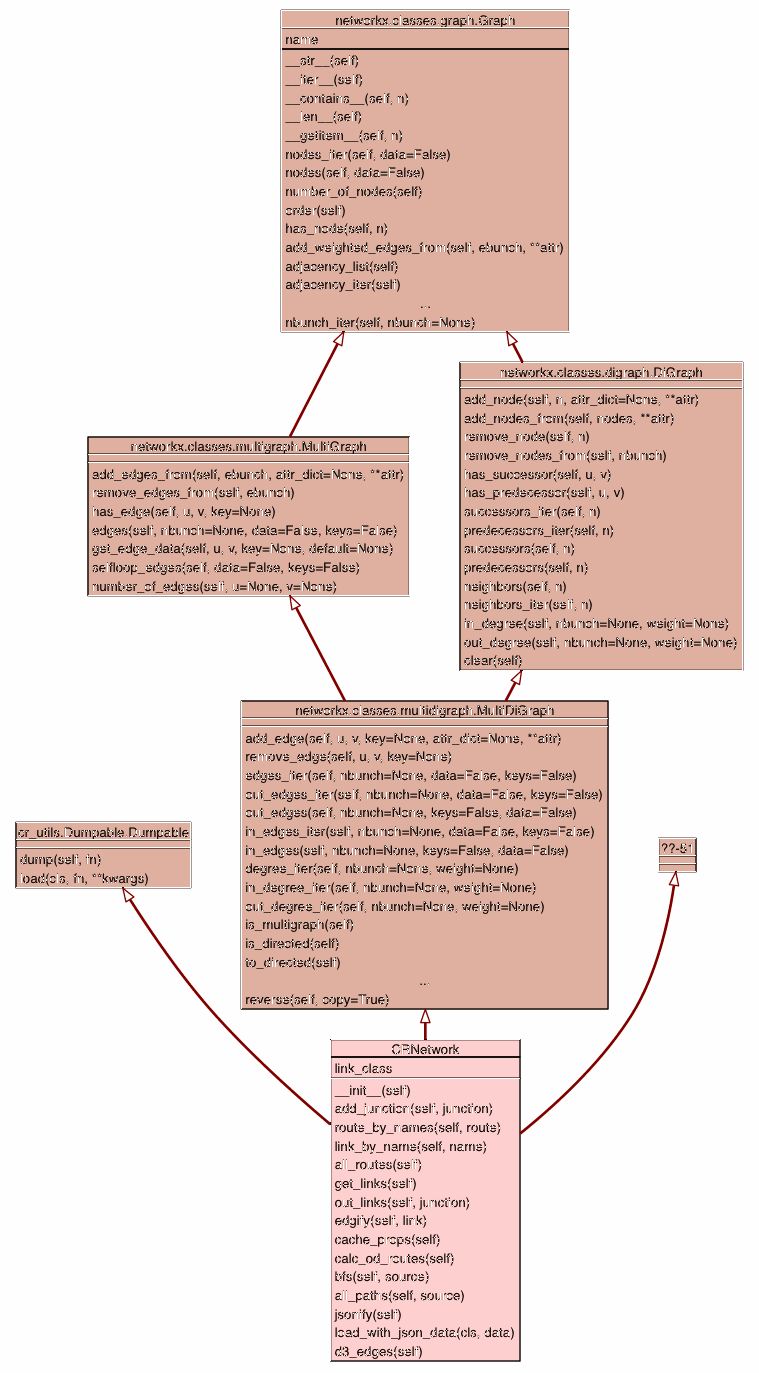 networkx.classes.graph.Graph
name
__str__(self)
__iter__(self)
__contains__(self, n)
__len__(self)
__getitem__(self, n)
nodes_iter(self, data=False)
nodes(self, data=False)
number_of_nodes(self)
order(self)
has_node(self, n)
add_weighted_edges_from(self, ebunch, **attr)
adjacency_list(self)
adjacency_iter(self)
...
nbunch_iter(self, nbunch=None)
networkx.classes.digraph.DiGraph
add_node(self, n, attr_dict=None, **attr)
add_nodes_from(self, nodes, **attr)
remove_node(self, n)
remove_nodes_from(self, nbunch)
has_successor(self, u, v)
has_predecessor(self, u, v)
successors_iter(self, n)
predecessors_iter(self, n)
successors(self, n)
predecessors(self, n)
neighbors(self, n)
neighbors_iter(self, n)
in_degree(self, nbunch=None, weight=None)
out_degree(self, nbunch=None, weight=None)
clear(self)
networkx.classes.multigraph.MultiGraph
add_edges_from(self, ebunch, attr_dict=None, **attr)
remove_edges_from(self, ebunch)
has_edge(self, u, v, key=None)
edges(self, nbunch=None, data=False, keys=False)
get_edge_data(self, u, v, key=None, default=None)
selfloop_edges(self, data=False, keys=False)
number_of_edges(self, u=None, v=None)
networkx.classes.multidigraph.MultiDiGraph
add_edge(self, u, v, key=None, attr_dict=None, **attr)
remove_edge(self, u, v, key=None)
edges_iter(self, nbunch=None, data=False, keys=False)
out_edges_iter(self, nbunch=None, data=False, keys=False)
out_edges(self, nbunch=None, keys=False, data=False)
in_edges_iter(self, nbunch=None, data=False, keys=False)
in_edges(self, nbunch=None, keys=False, data=False)
degree_iter(self, nbunch=None, weight=None)
in_degree_iter(self, nbunch=None, weight=None)
out_degree_iter(self, nbunch=None, weight=None)
is_multigraph(self)
is_directed(self)
to_directed(self)
...
reverse(self, copy=True)
cr_utils.Dumpable.Dumpable
dump(self, fn)
load(cls, fn, **kwargs)
??-51
CRNetwork
link_class
__init__(self)
add_junction(self, junction)
route_by_names(self, route)
link_by_name(self, name)
all_routes(self)
get_links(self)
out_links(self, junction)
edgify(self, link)
cache_props(self)
calc_od_routes(self)
bfs(self, source)
all_paths(self, source)
jsonify(self)
load_with_json_data(cls, data)
d3_edges(self)